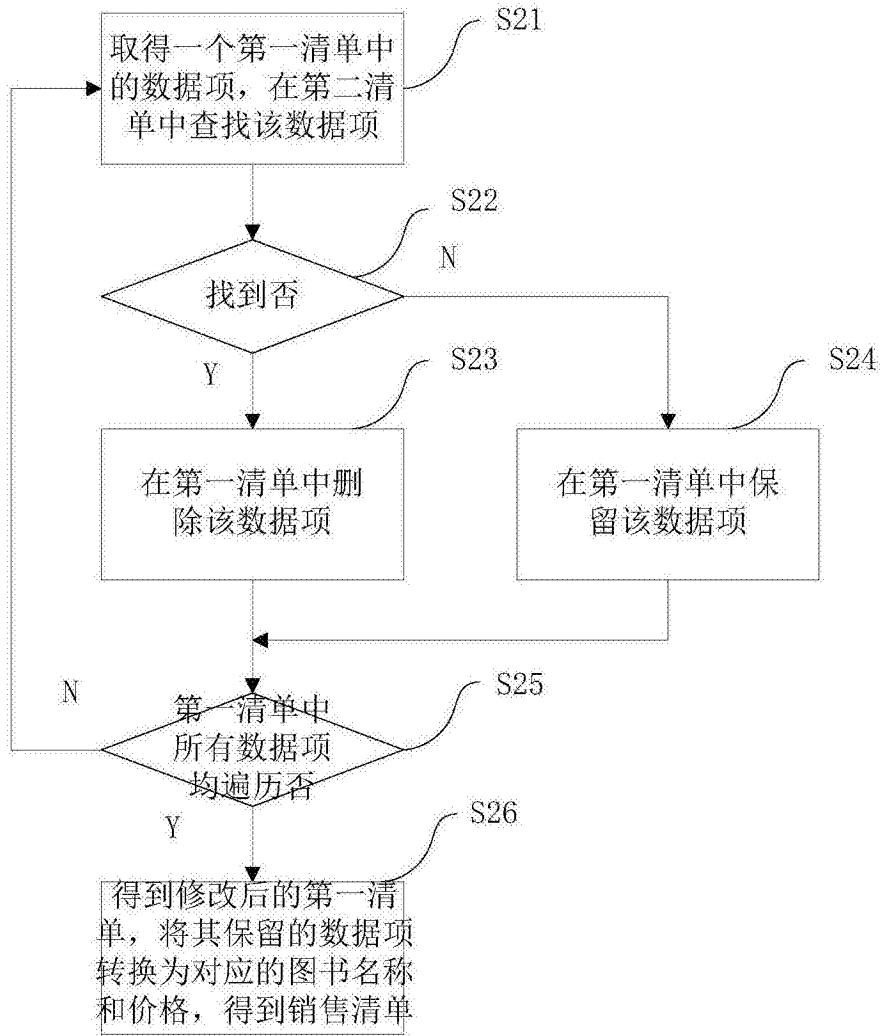 S21
取得一个第一清单中
的数据项，在第二清
单中查找该数据项
S22
找到否
N
Y
S23
S24
在第一清单中删
除该数据项
在第一清单中保
留该数据项
S25
N
第一清单中
所有数据项
均遍历否
Y
S26
得到修改后的第一清
单，将其保留的数据项
转换为对应的图书名称
和价格，得到销售清单